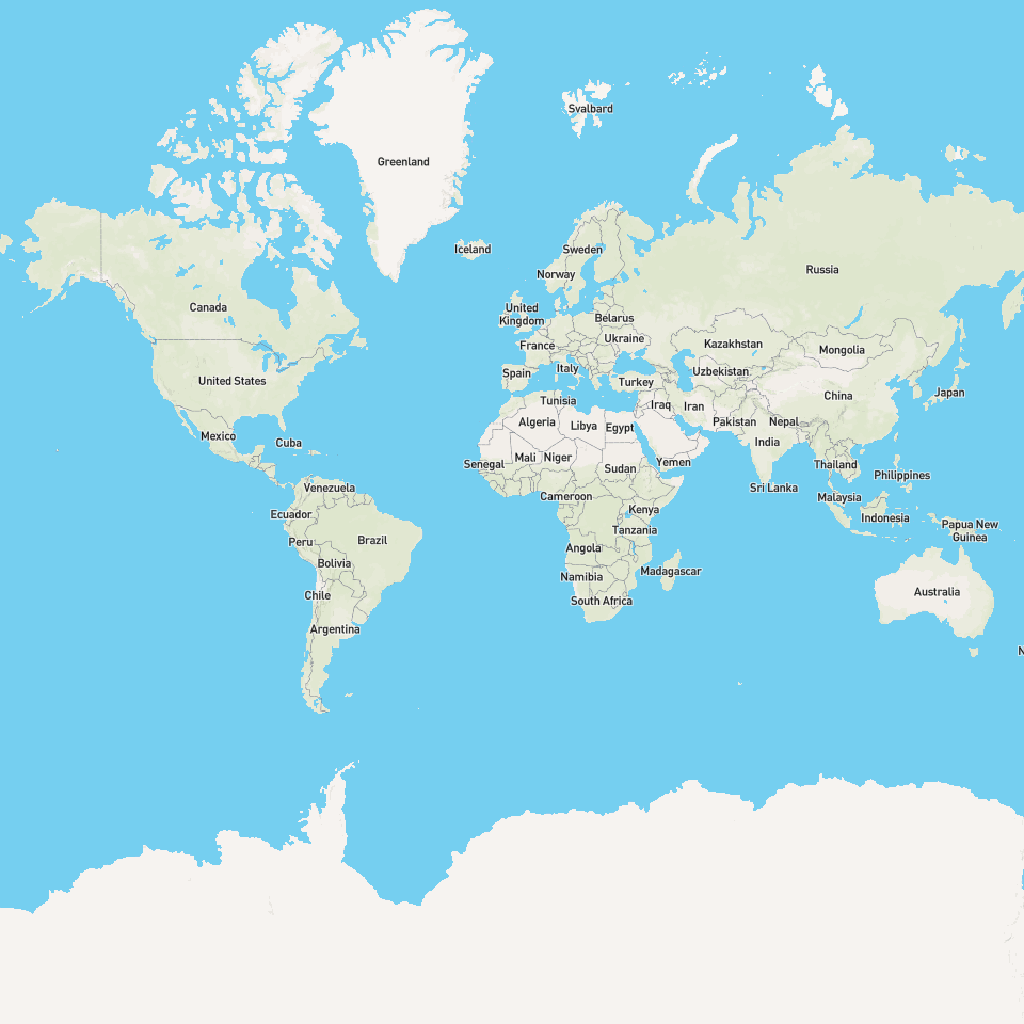 Svalbard
Greenland
Iceland
Sweden
Russia
Norway
Canada
United
Kingdom
Belarus
Ukraine
France
Kazakhstan
Mongolia
Italy
Spain
Uzbekistan
United States
Turkey
Japan
China
Tunisia
Iraq
Iran
Algeria
Libya
Egypt
Pakistan
Nepal
Mexico
Cuba
India
Mali
Niger
Senegal
Yemen
Thailand
Sudan
Philippines
Venezuela
Sri Lanka
Cameroon
Malaysia
Kenya
Ecuador
Indonesia
Papua New
Guinea
Tanzania
Peru
Brazil
Angola
Bolivia
Madagascar
Namibia
Australia
Chile
South Africa
Argentina
N